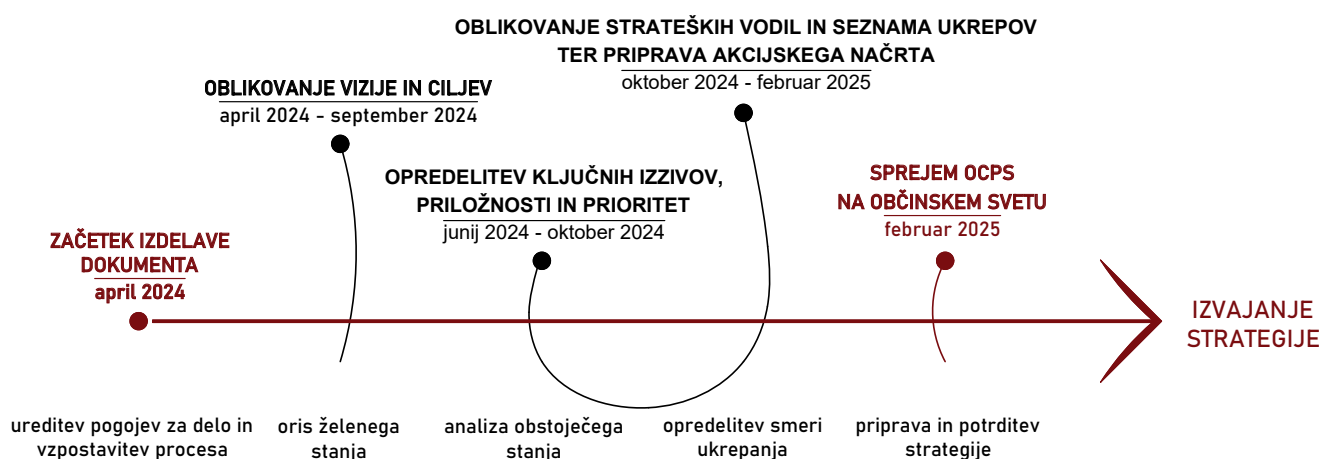 OBLIKOVANJE STRATEŠKIH VODIL IN SEZNAMA UKREPOV
TER PRIPRAVA AKCIJSKEGA NAČRTA
oktober 2024 - februar 2025
OBLIKOVANJE VIZIJE IN CILJEV
april 2024 - september 2024
OPREDELITEV KLJUČNIH IZZIVOV,
PRILOŽNOSTI IN PRIORITET
junij 2024 - oktober 2024
SPREJEM OCPS
NA OBČINSKEM SVETU
februar 2025
ZAČETEK IZDELAVE
DOKUMENTA
april 2024
IZVAJANJE
STRATEGIJE
ureditev pogojev za delo in
vzpostavitev procesa
oris želenega
stanja
analiza obstoječega
stanja
opredelitev smeri
ukrepanja
priprava in potrditev
strategije